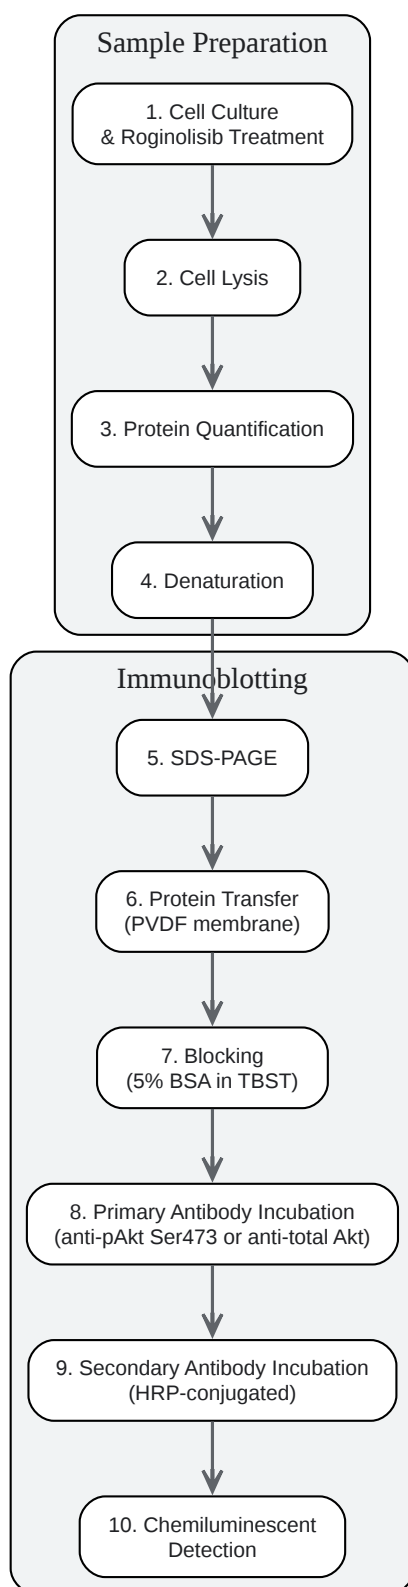 Sample Preparation
1. Cell Culture
& Roginolisib Treatment
2. Cell Lysis
3. Protein Quantification
4. Denaturation
Immunoblotting
5. SDS-PAGE
6. Protein Transfer
(PVDF membrane)
7. Blocking
(5% BSA in TBST)
8. Primary Antibody Incubation
(anti-pAkt Ser473 or anti-total Akt)
9. Secondary Antibody Incubation
(HRP-conjugated)
10. Chemiluminescent
Detection